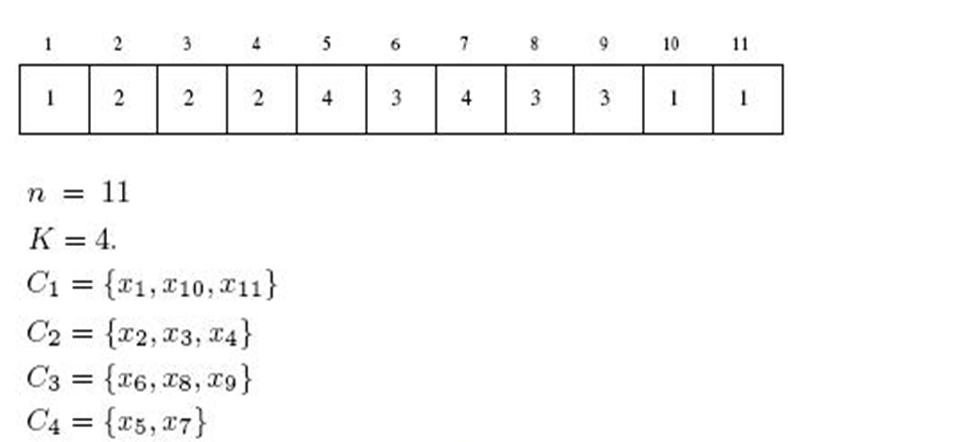 1 2 3 4 5 6 7 8 9 10 11
1 2 2 2 4 3 4 3 3 1 1
n = 11
K = 4.
C₁ = {x₁, x₁₀, x₁₁}
C₂ = {x₂, x₃, x₄}
C₃ = {x₆, x₈, x₉}
C₄ = {x₅, x₇}